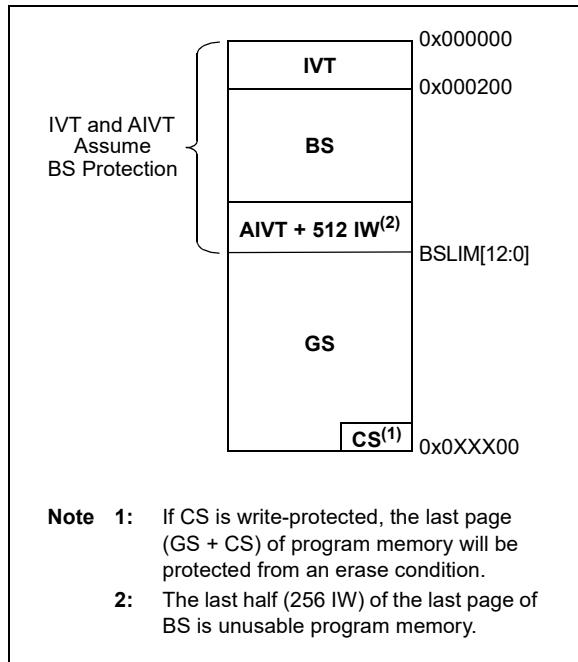 0x000000
IVT
0x000200
IVT and AIVT
Assume
BS Protection
BS
AIVT + 512 IW(2)
BSLIM[12:0]
GS
CS(1)
0x0XXX00
Note 1: If CS is write-protected, the last page
(GS + CS) of program memory will be
protected from an erase condition.
2: The last half (256 IW) of the last page of
BS is unusable program memory.